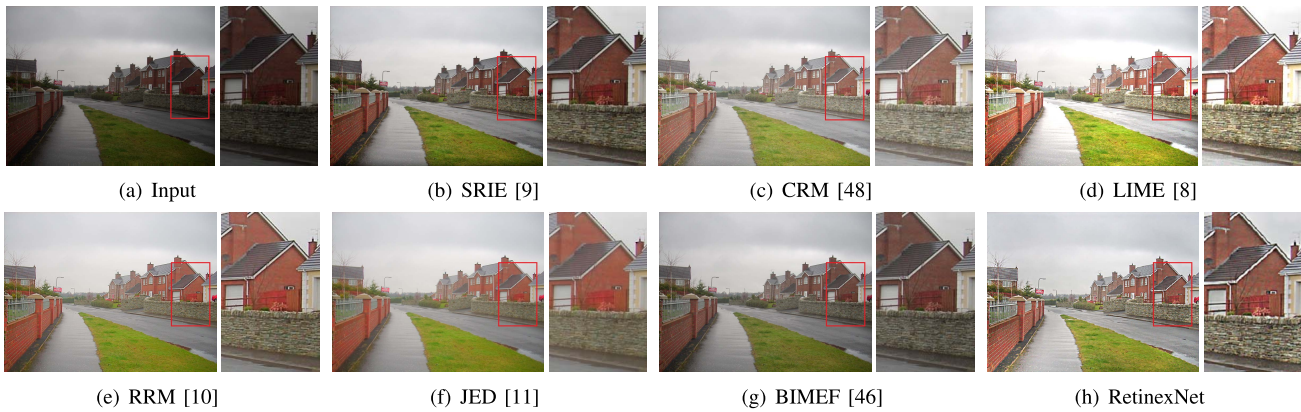 (a) Input
(b) SRIE [9]
(c) CRM [48]
(d) LIME [8]
(e) RRM [10]
(f) JED [11]
(g) BIMEF [46]
(h) RetinexNet